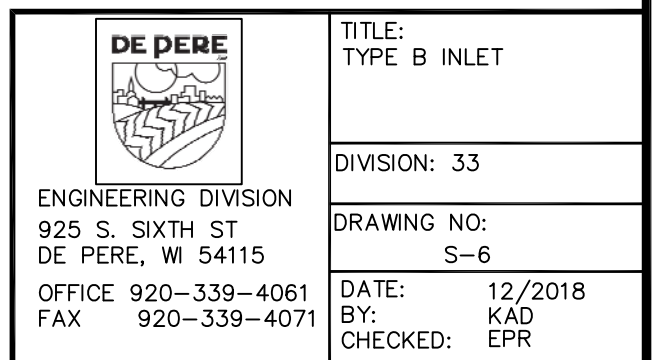 DE PERE
ENGINEERING DIVISION
925 S. SIXTH ST
DE PERE, WI 54115
OFFICE 920-339-4061
FAX 920-339-4071
TITLE:
TYPE B INLET
DIVISION: 33
DRAWING NO:
S-6
DATE: 12/2018
BY: KAD
CHECKED: EPR